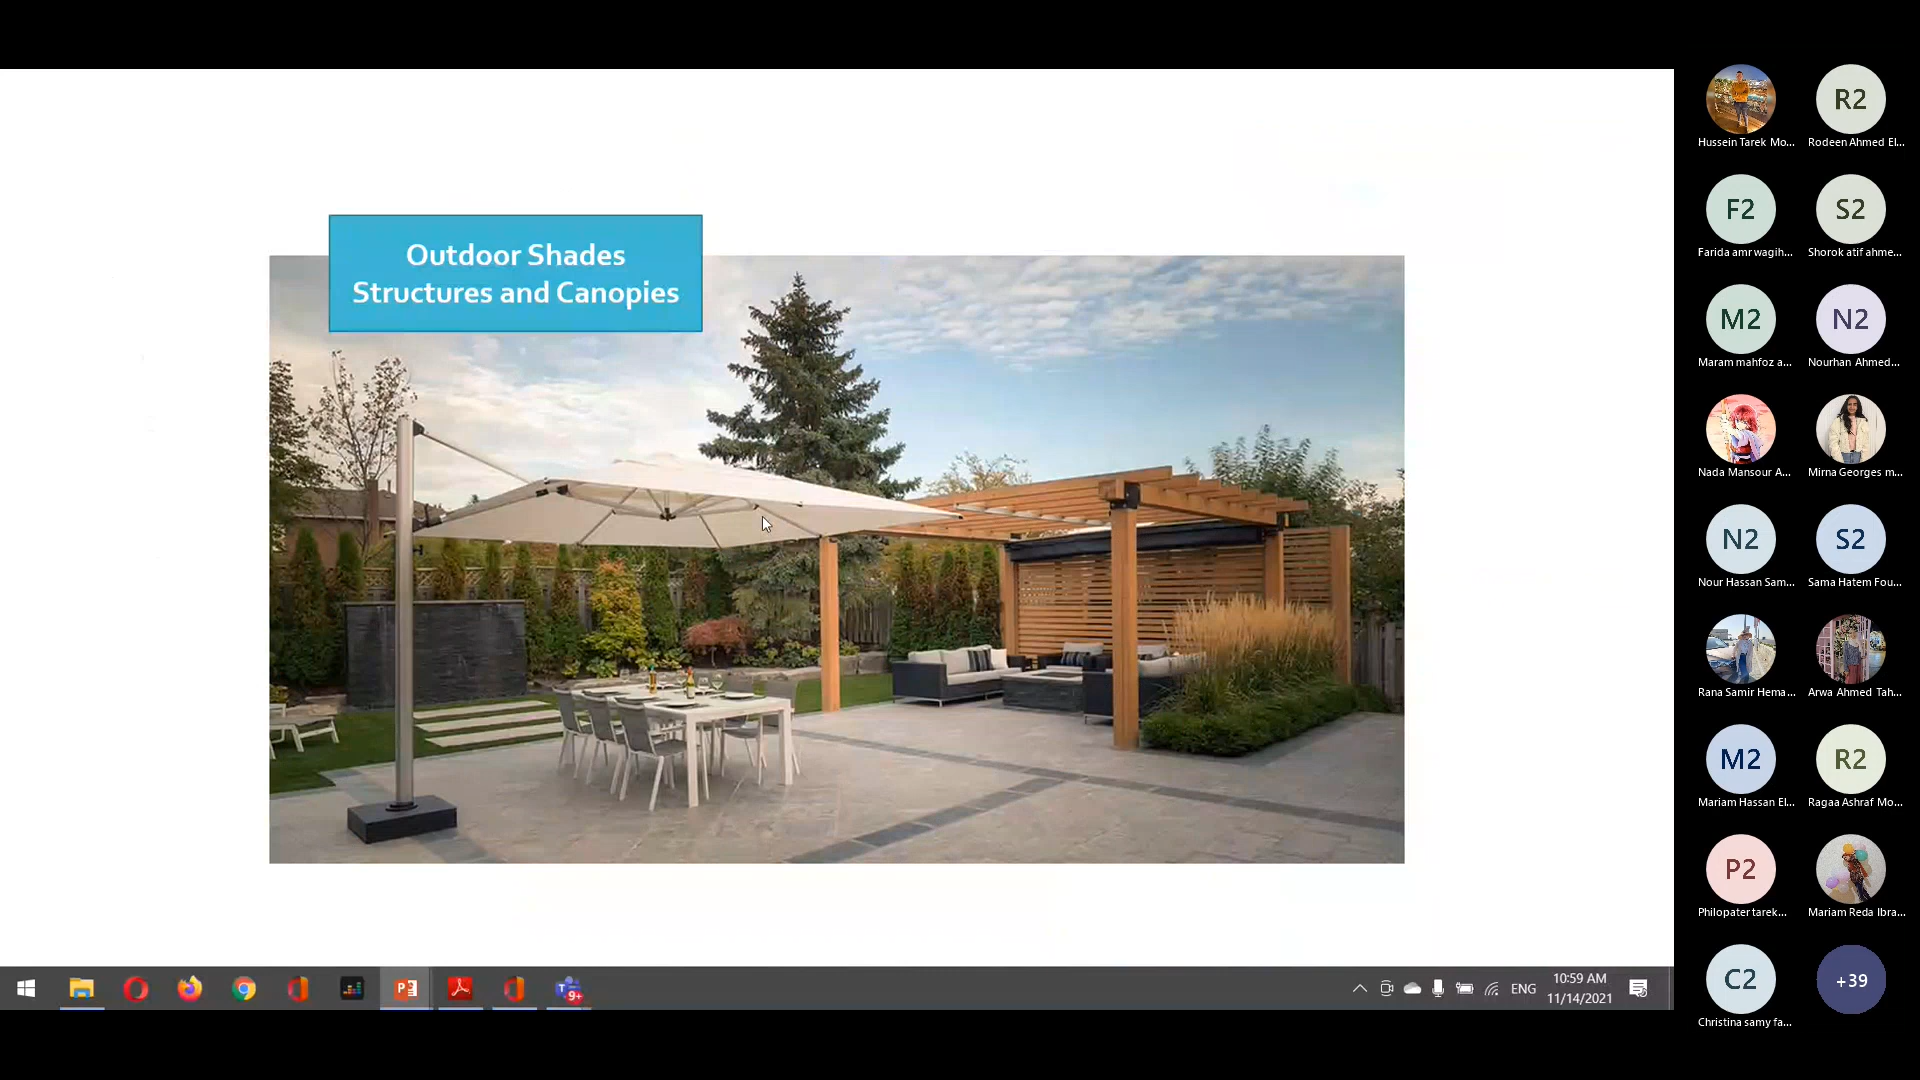 Outdoor Shades
Structures and Canopies
Hussein Tarek Mo...
R2
Rodeen Ahmed El...
F2
Farida amr wagih...
S2
Shorok atif ahme...
M2
Maram mahfoz a...
N2
Nourhan Ahmed...
Nada Mansour A...
Mirna Georges m...
N2
Nour Hassan Sam...
S2
Sama Hatem Fou...
Rana Samir Hema...
Arwa Ahmed Tah...
M2
Mariam Hassan El...
R2
Ragaa Ashraf Mo...
P2
Philopater tarek...
Mariam Reda Ibra...
C2
Christina samy fa...
+39
P
T
9+
ENG
10:59 AM
11/14/2021